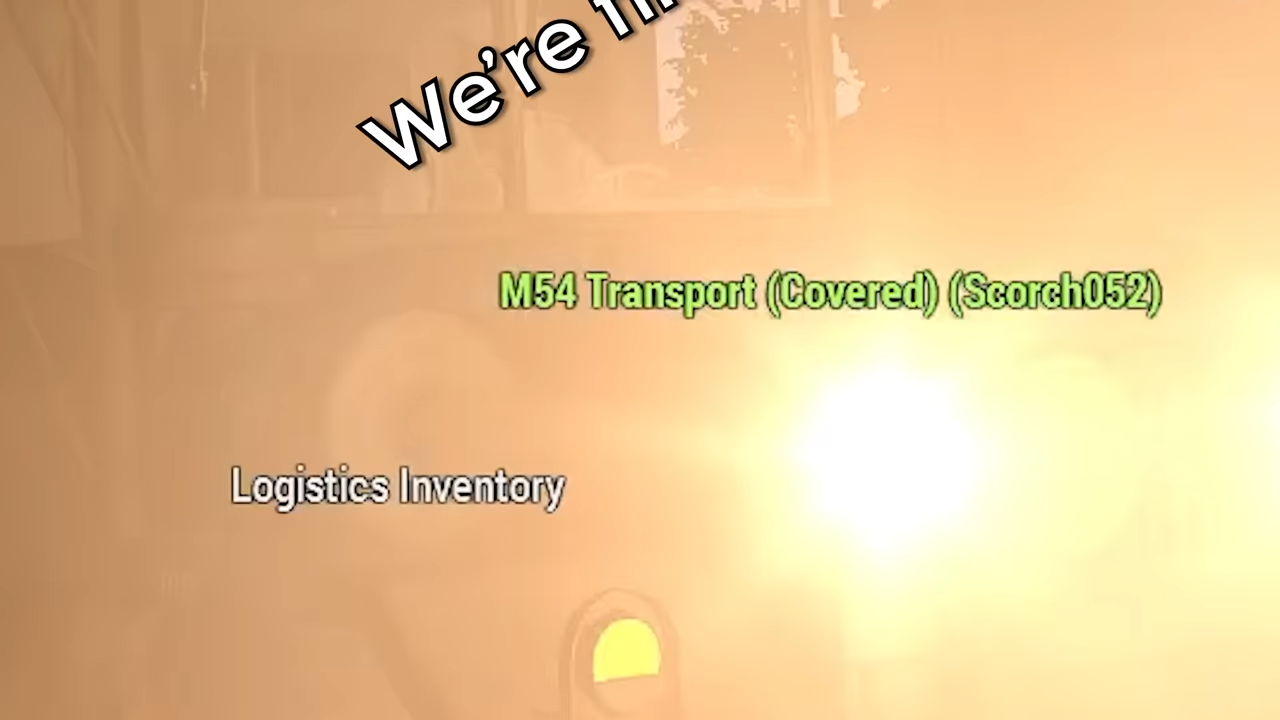 We're
M54 Transport (Covered) (Scorch052)
Logistics Inventory